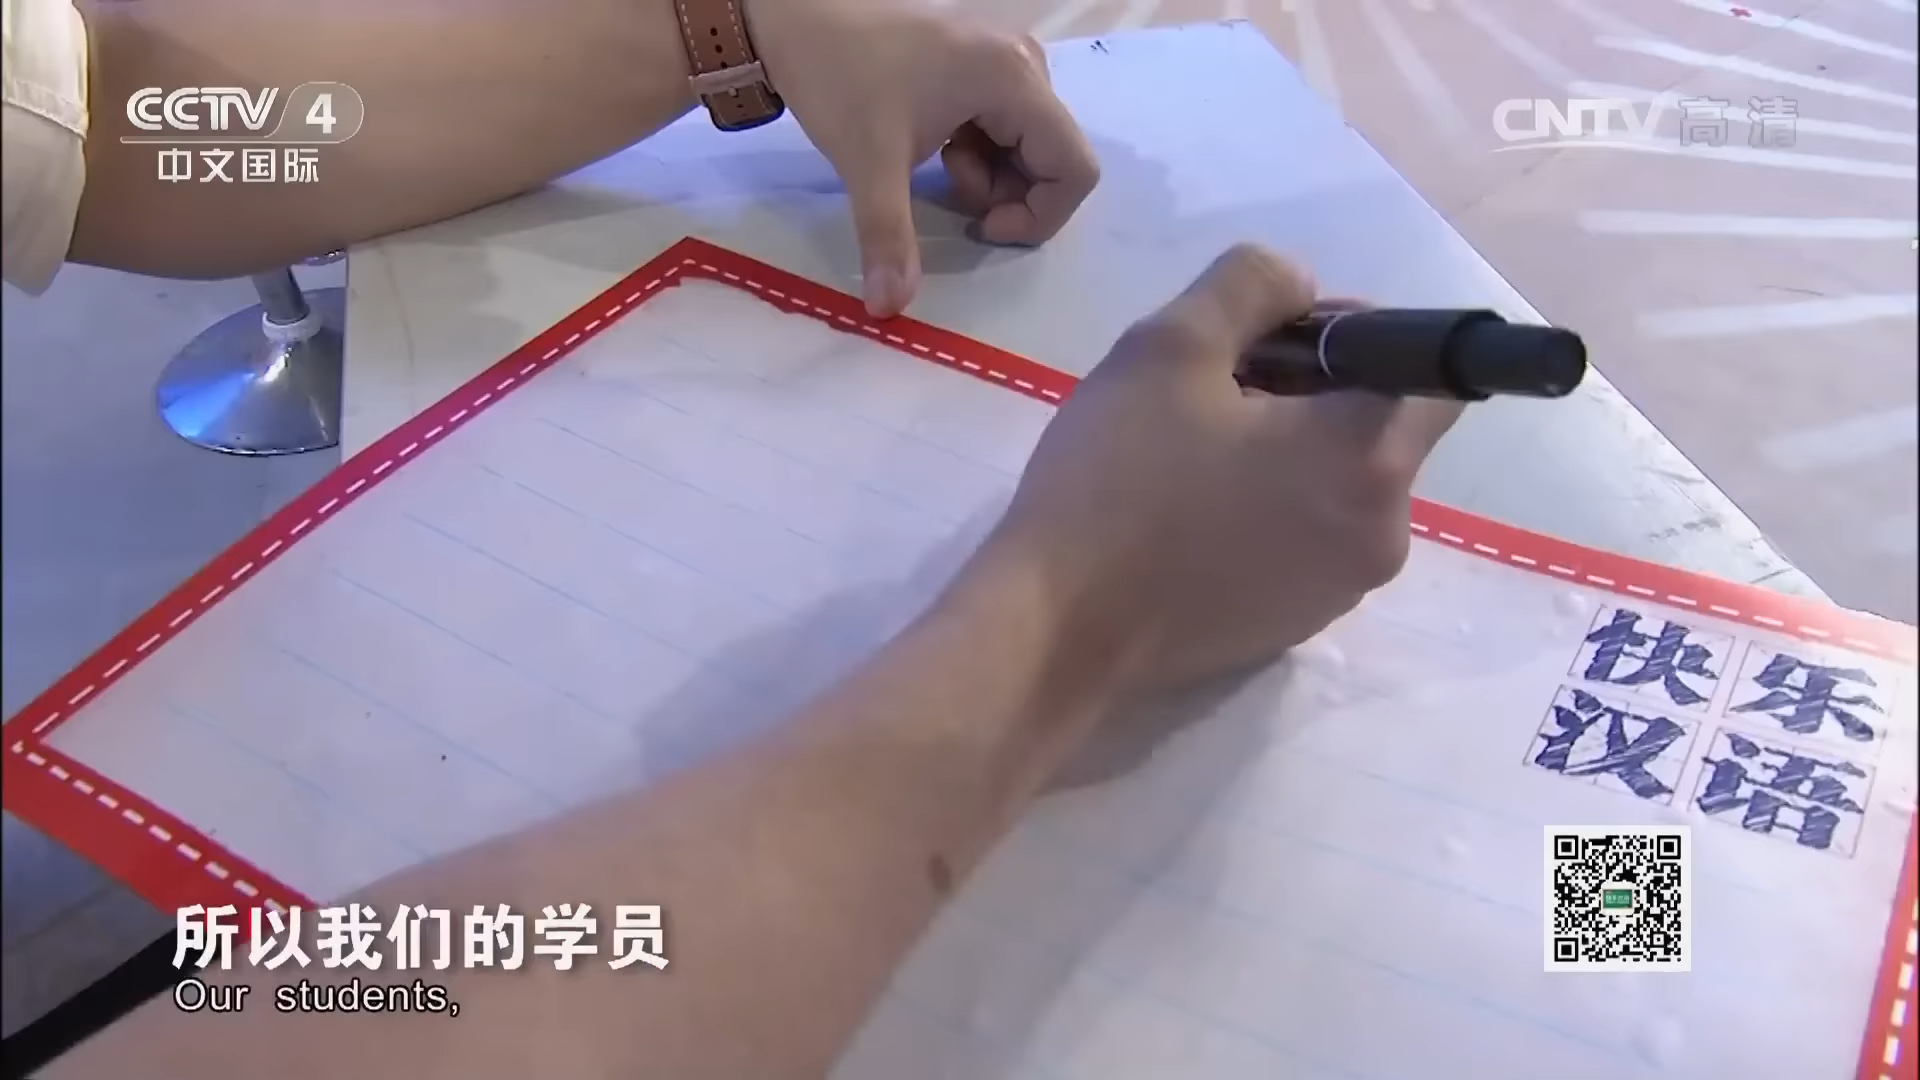 CCTV 4
中文国际
CNTV 高清
快乐
汉语
所以我们的学员
Our students,